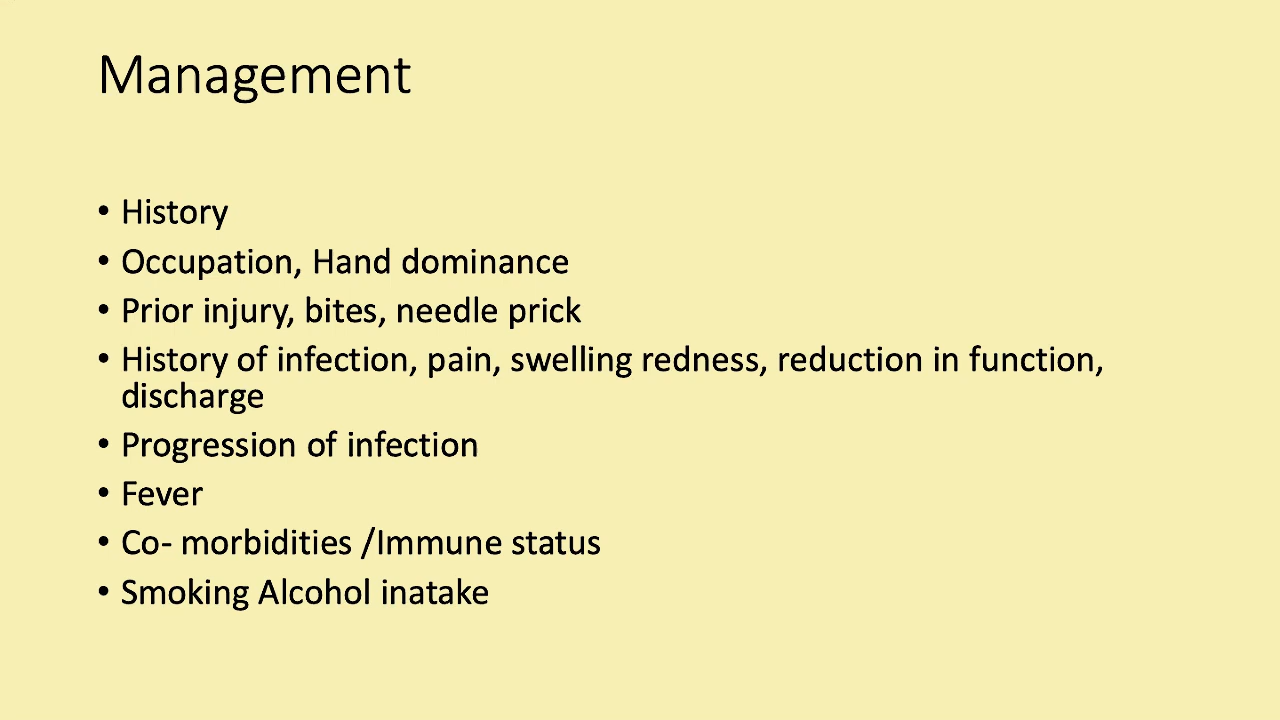 Management
• History
• Occupation, Hand dominance
• Prior injury, bites, needle prick
• History of infection, pain, swelling redness, reduction in function,
discharge
• Progression of infection
• Fever
• Co- morbidities /Immune status
• Smoking Alcohol inatake